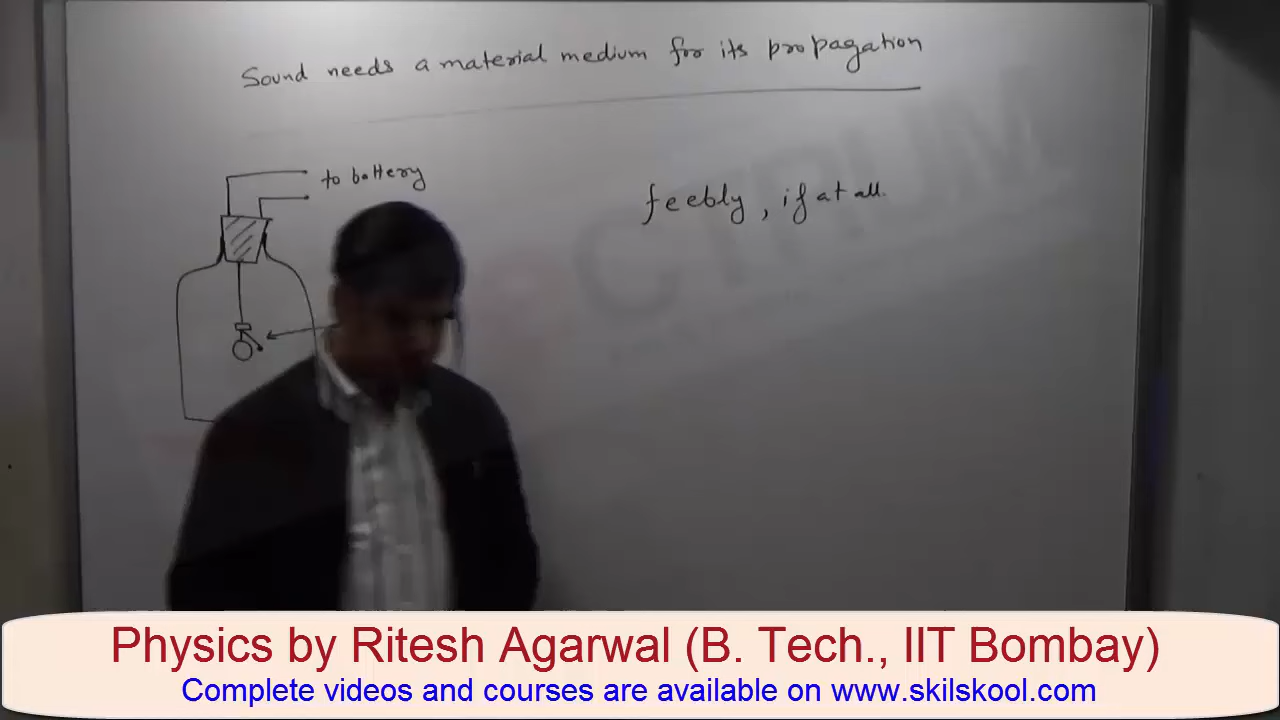 Sound needs a material medium for its propagation
to battery
feebly, if at all.
CTRUM
Physics by Ritesh Agarwal (B. Tech., IIT Bombay)
Complete videos and courses are available on www.skilskool.com